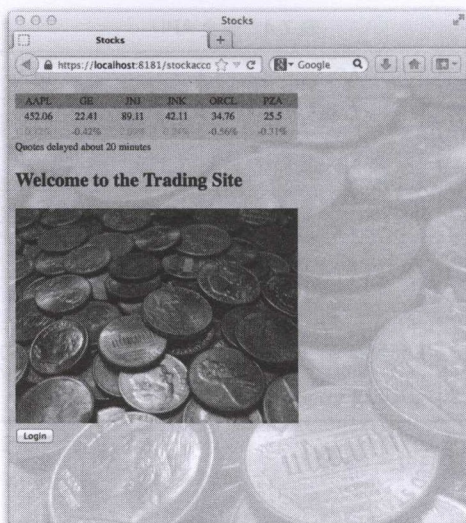 Stocks
Stocks
+
https://localhost:8181/stockacco
Google
AAPL GE JNJ JNK ORCL PZA
452.06 22.41 89.11 42.11 34.76 25.5
-0.42% -0.56% -0.31%
Quotes delayed about 20 minutes
Welcome to the Trading Site
Login